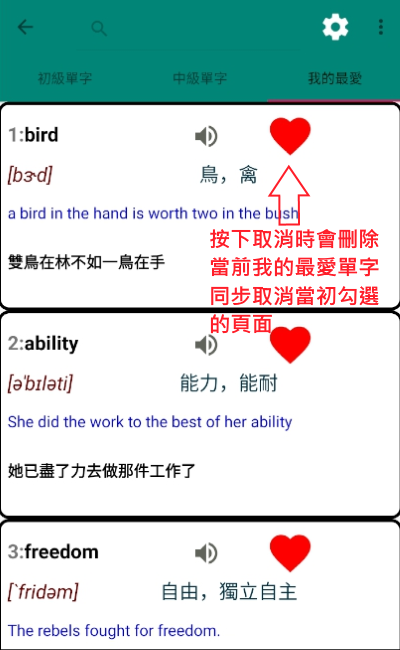 初級單字 中級單字 我的最愛
1:bird
[bɝd] 鳥，禽
a bird in the hand is worth two in the bush
雙鳥在林不如一鳥在手
按下取消時會刪除
當前我的最愛單字
同步取消當初勾選
的頁面
2:ability
[ə'bɪləti] 能力，能耐
She did the work to the best of her ability
她已盡了力去做那件工作了
3:freedom
[`fridəm] 自由，獨立自主
The rebels fought for freedom.